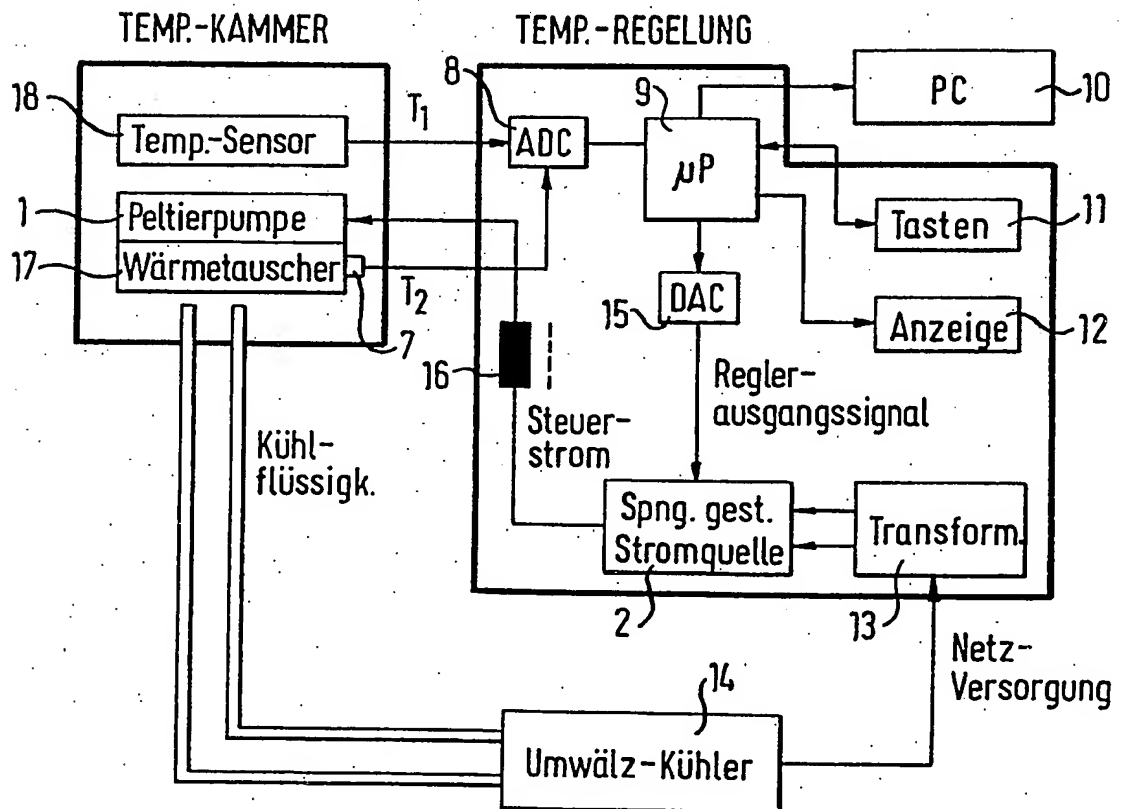 TEMP.-KAMMER
TEMP.-REGELUNG
18
Temp.-Sensor
T1
8
ADC
9
µP
PC
10
1
Peltierpumpe
17
Wärmetauscher
T2
7
Tasten
11
15
DAC
Anzeige
12
16
Regler-
ausgangssignal
Steuer-
strom
Kühl-
flüssigk.
Spng. gest.
Stromquelle
2
Transform.
13
Netz-
Versorgung
14
Umwälz-Kühler